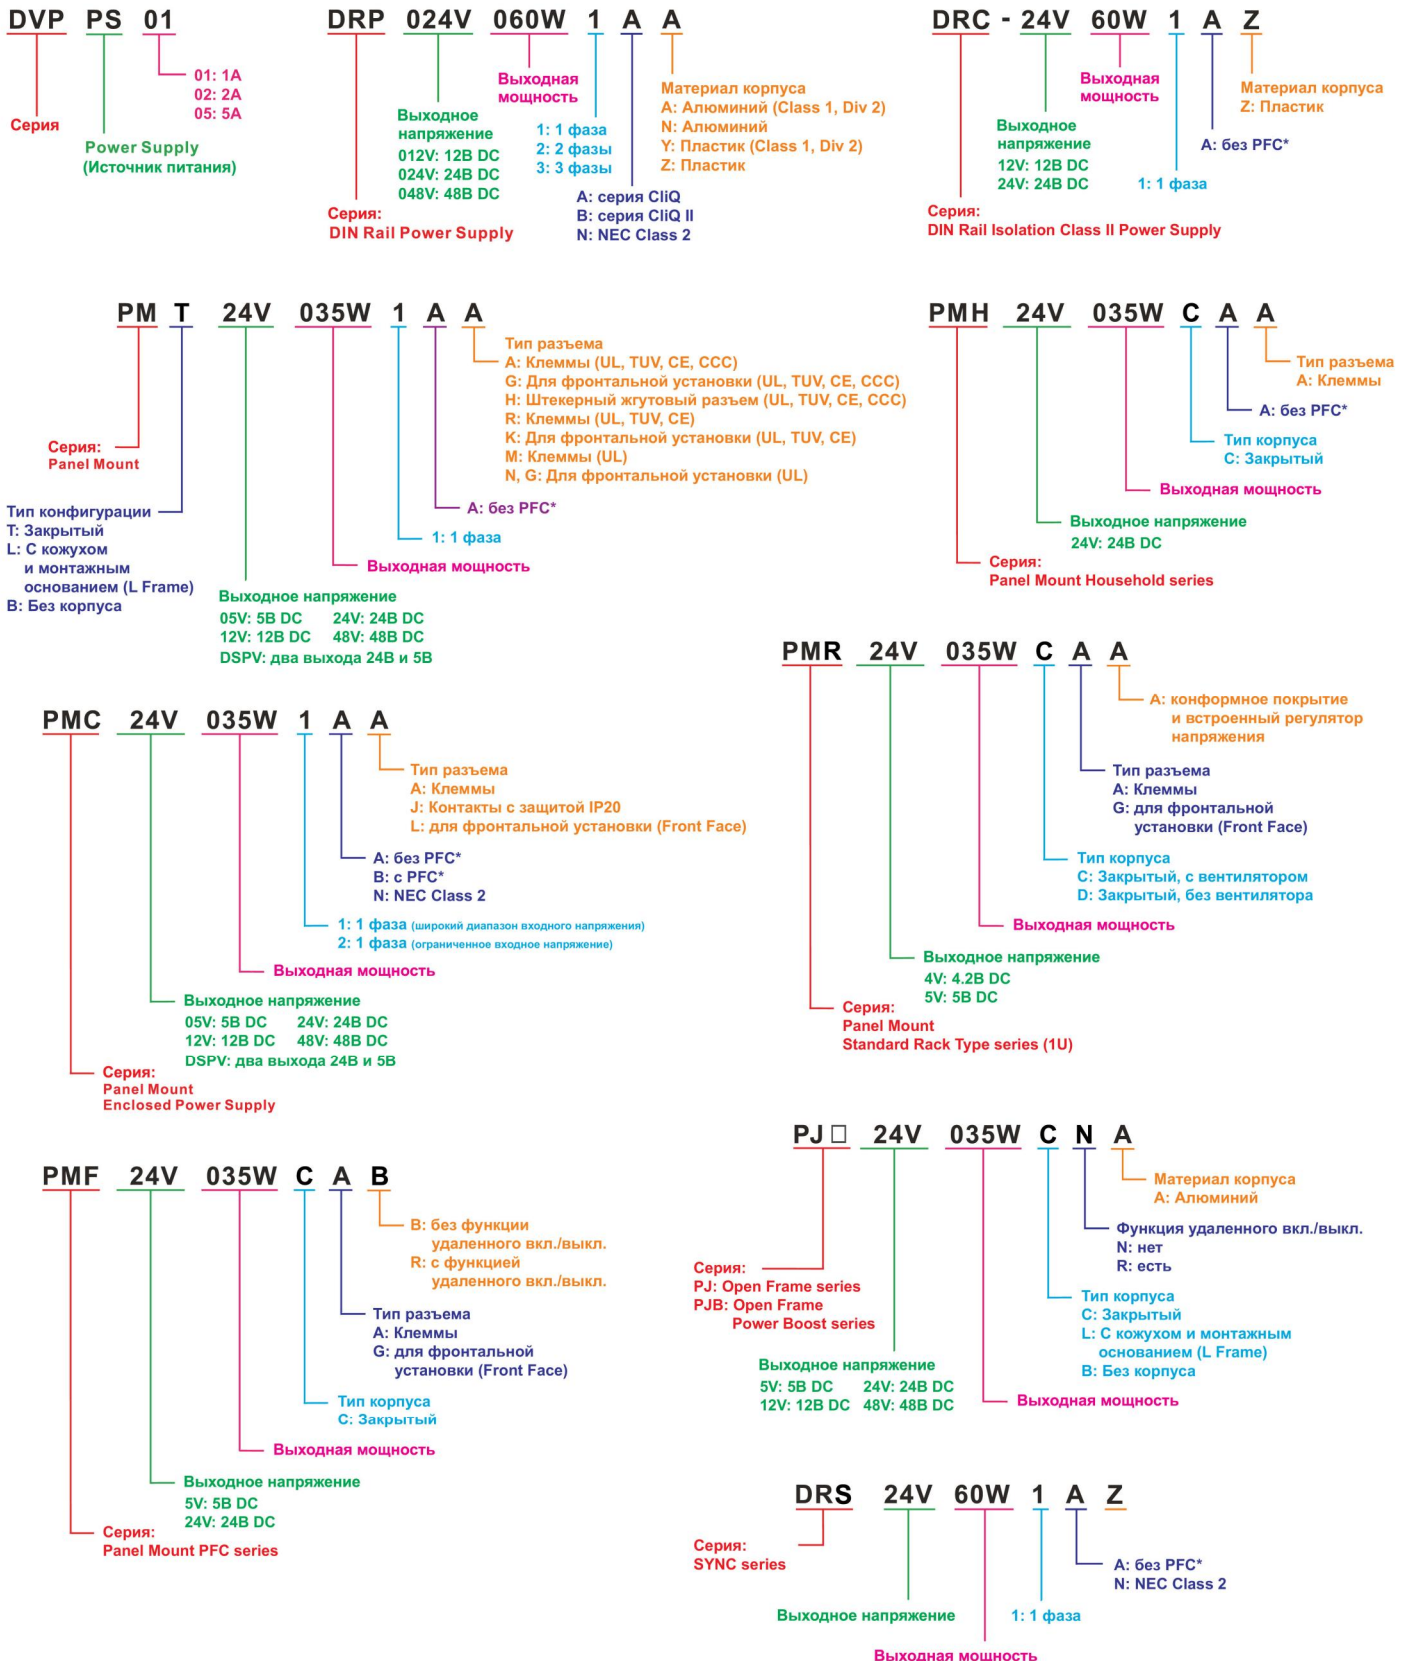 DVP PS 01
01: 1A
02: 2A
05: 5A
Серия
Power Supply
(Источник питания)
DRP 024V 060W 1 A A
Выходная
мощность
Материал корпуса
A: Алюминий (Class 1, Div 2)
N: Алюминий
Y: Пластик (Class 1, Div 2)
Z: Пластик
Выходное
напряжение
012V: 12В DC
024V: 24В DC
048V: 48В DC
1: 1 фаза
2: 2 фазы
3: 3 фазы
A: серия CliQ
B: серия CliQ II
N: NEC Class 2
Серия:
DIN Rail Power Supply
DRC - 24V 60W 1 A Z
Выходная
мощность
Материал корпуса
Z: Пластик
Выходное
напряжение
12V: 12В DC
24V: 24В DC
A: без PFC*
1: 1 фаза
Серия:
DIN Rail Isolation Class II Power Supply
PM T 24V 035W 1 A A
Тип разъема
A: Клеммы (UL, TUV, CE, CCC)
G: Для фронтальной установки (UL, TUV, CE, CCC)
H: Штекерный жгутовый разъем (UL, TUV, CE, CCC)
R: Клеммы (UL, TUV, CE)
K: Для фронтальной установки (UL, TUV, CE)
M: Клеммы (UL)
N, G: Для фронтальной установки (UL)
Серия:
Panel Mount
Тип конфигурации
T: Закрытый
L: С кожухом
и монтажным
основанием (L Frame)
B: Без корпуса
A: без PFC*
1: 1 фаза
Выходная мощность
Выходное напряжение
05V: 5В DC 24V: 24В DC
12V: 12В DC 48V: 48В DC
DSPV: два выхода 24В и 5В
PMH 24V 035W C A A
Тип разъема
A: Клеммы
A: без PFC*
Тип корпуса
C: Закрытый
Выходная мощность
Выходное напряжение
24V: 24В DC
Серия:
Panel Mount Household series
PMR 24V 035W C A A
A: конформное покрытие
и встроенный регулятор
напряжения
Тип разъема
A: Клеммы
G: для фронтальной
установки (Front Face)
Тип корпуса
C: Закрытый, с вентилятором
D: Закрытый, без вентилятора
Выходная мощность
Выходное напряжение
4V: 4.2В DC
5V: 5В DC
Серия:
Panel Mount
Standard Rack Type series (1U)
PMC 24V 035W 1 A A
Тип разъема
A: Клеммы
J: Контакты с защитой IP20
L: для фронтальной установки (Front Face)
A: без PFC*
B: с PFC*
N: NEC Class 2
1: 1 фаза (широкий диапазон входного напряжения)
2: 1 фаза (ограниченное входное напряжение)
Выходная мощность
Выходное напряжение
05V: 5В DC 24V: 24В DC
12V: 12В DC 48V: 48В DC
DSPV: два выхода 24В и 5В
Серия:
Panel Mount
Enclosed Power Supply
PMF 24V 035W C A B
B: без функции
удаленного вкл./выкл.
R: с функцией
удаленного вкл./выкл.
Тип разъема
A: Клеммы
G: для фронтальной
установки (Front Face)
Тип корпуса
C: Закрытый
Выходная мощность
Выходное напряжение
5V: 5В DC
24V: 24В DC
Серия:
Panel Mount PFC series
PJ□ 24V 035W C N A
Материал корпуса
A: Алюминий
Функция удаленного вкл./выкл.
N: нет
R: есть
Серия:
PJ: Open Frame series
PJB: Open Frame
Power Boost series
Тип корпуса
C: Закрытый
L: С кожухом и монтажным
основанием (L Frame)
B: Без корпуса
Выходное напряжение
5V: 5В DC 24V: 24В DC
12V: 12В DC 48V: 48В DC
Выходная мощность
DRS 24V 60W 1 A Z
Серия:
SYNC series
A: без PFC*
N: NEC Class 2
Выходное напряжение
1: 1 фаза
Выходная мощность